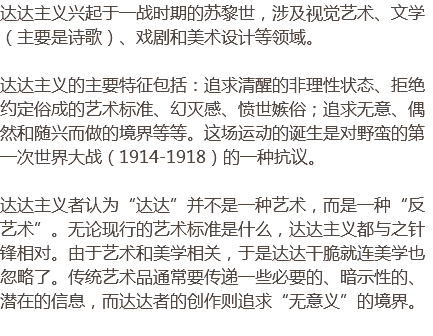 达达主义兴起于一战时期的苏黎世，涉及视觉艺术、文学
（主要是诗歌）、戏剧和美术设计等领域。
达达主义的主要特征包括：追求清醒的非理性状态、拒绝
约定俗成的艺术标准、幻灭感、愤世嫉俗；追求无意、偶
然和随兴而做的境界等等。这场运动的诞生是对野蛮的第
一次世界大战（1914-1918）的一种抗议。
达达主义者认为“达达”并不是一种艺术，而是一种“反
艺术”。无论现行的艺术标准是什么，达达主义都与之针
锋相对。由于艺术和美学相关，于是达达干脆就连美学也
忽略了。传统艺术品通常要传递一些必要的、暗示性的、
潜在的信息，而达达者的创作则追求“无意义”的境界。